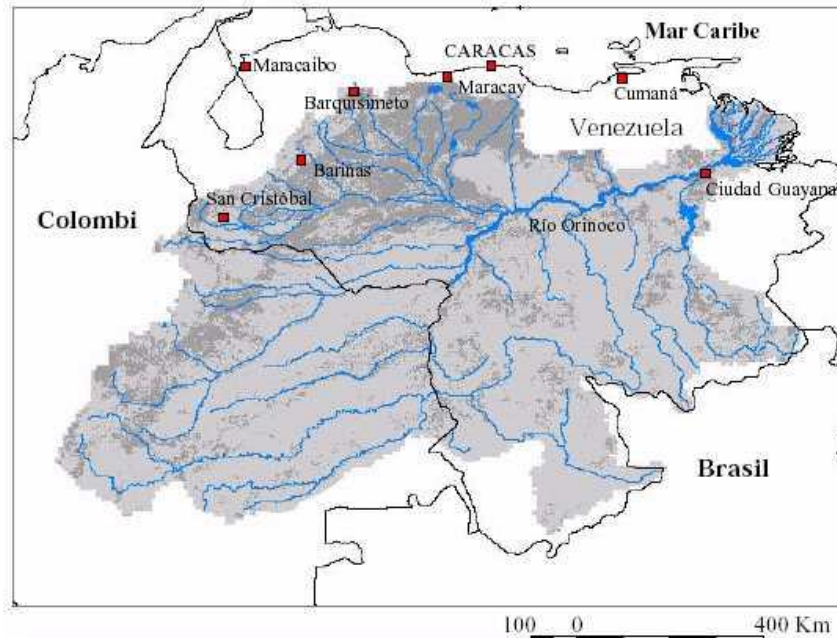 Mar Caribe
CARACAS
Maracaibo
Maracay
Cumaná
Barquisimeto
Venezuela
Barinas
Ciudad Guayana
San Cristóbal
Colombi
Río Orinoco
Brasil
100 0 400 Km